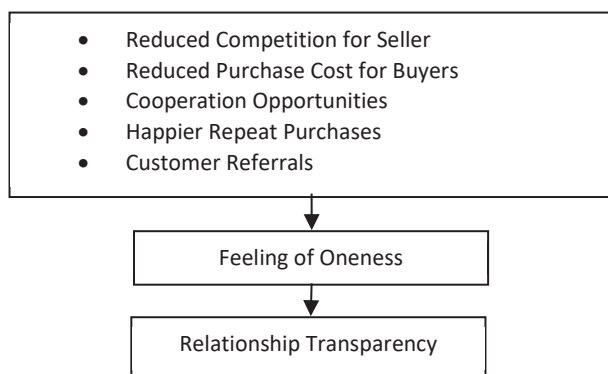 • Reduced Competition for Seller
• Reduced Purchase Cost for Buyers
• Cooperation Opportunities
• Happier Repeat Purchases
• Customer Referrals
Feeling of Oneness
Relationship Transparency